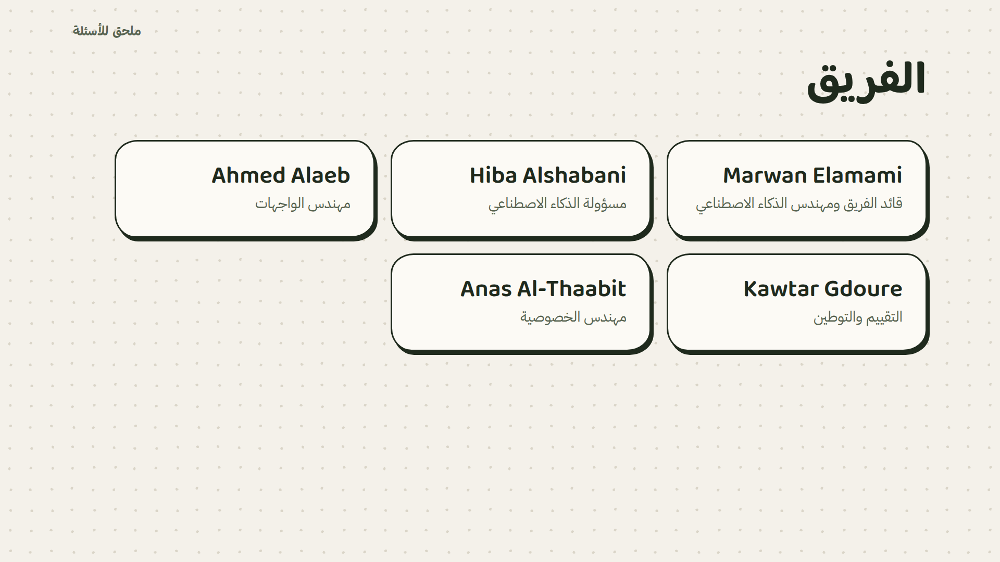 ملحق للأسئلة
الفريق
Marwan Elamami
قائد الفريق ومهندس الذكاء الاصطناعي
Hiba Alshabani
مسؤولة الذكاء الاصطناعي
Ahmed Alaeb
مهندس الواجهات
Kawtar Gdoure
التقييم والتوطين
Anas Al-Thaabit
مهندس الخصوصية